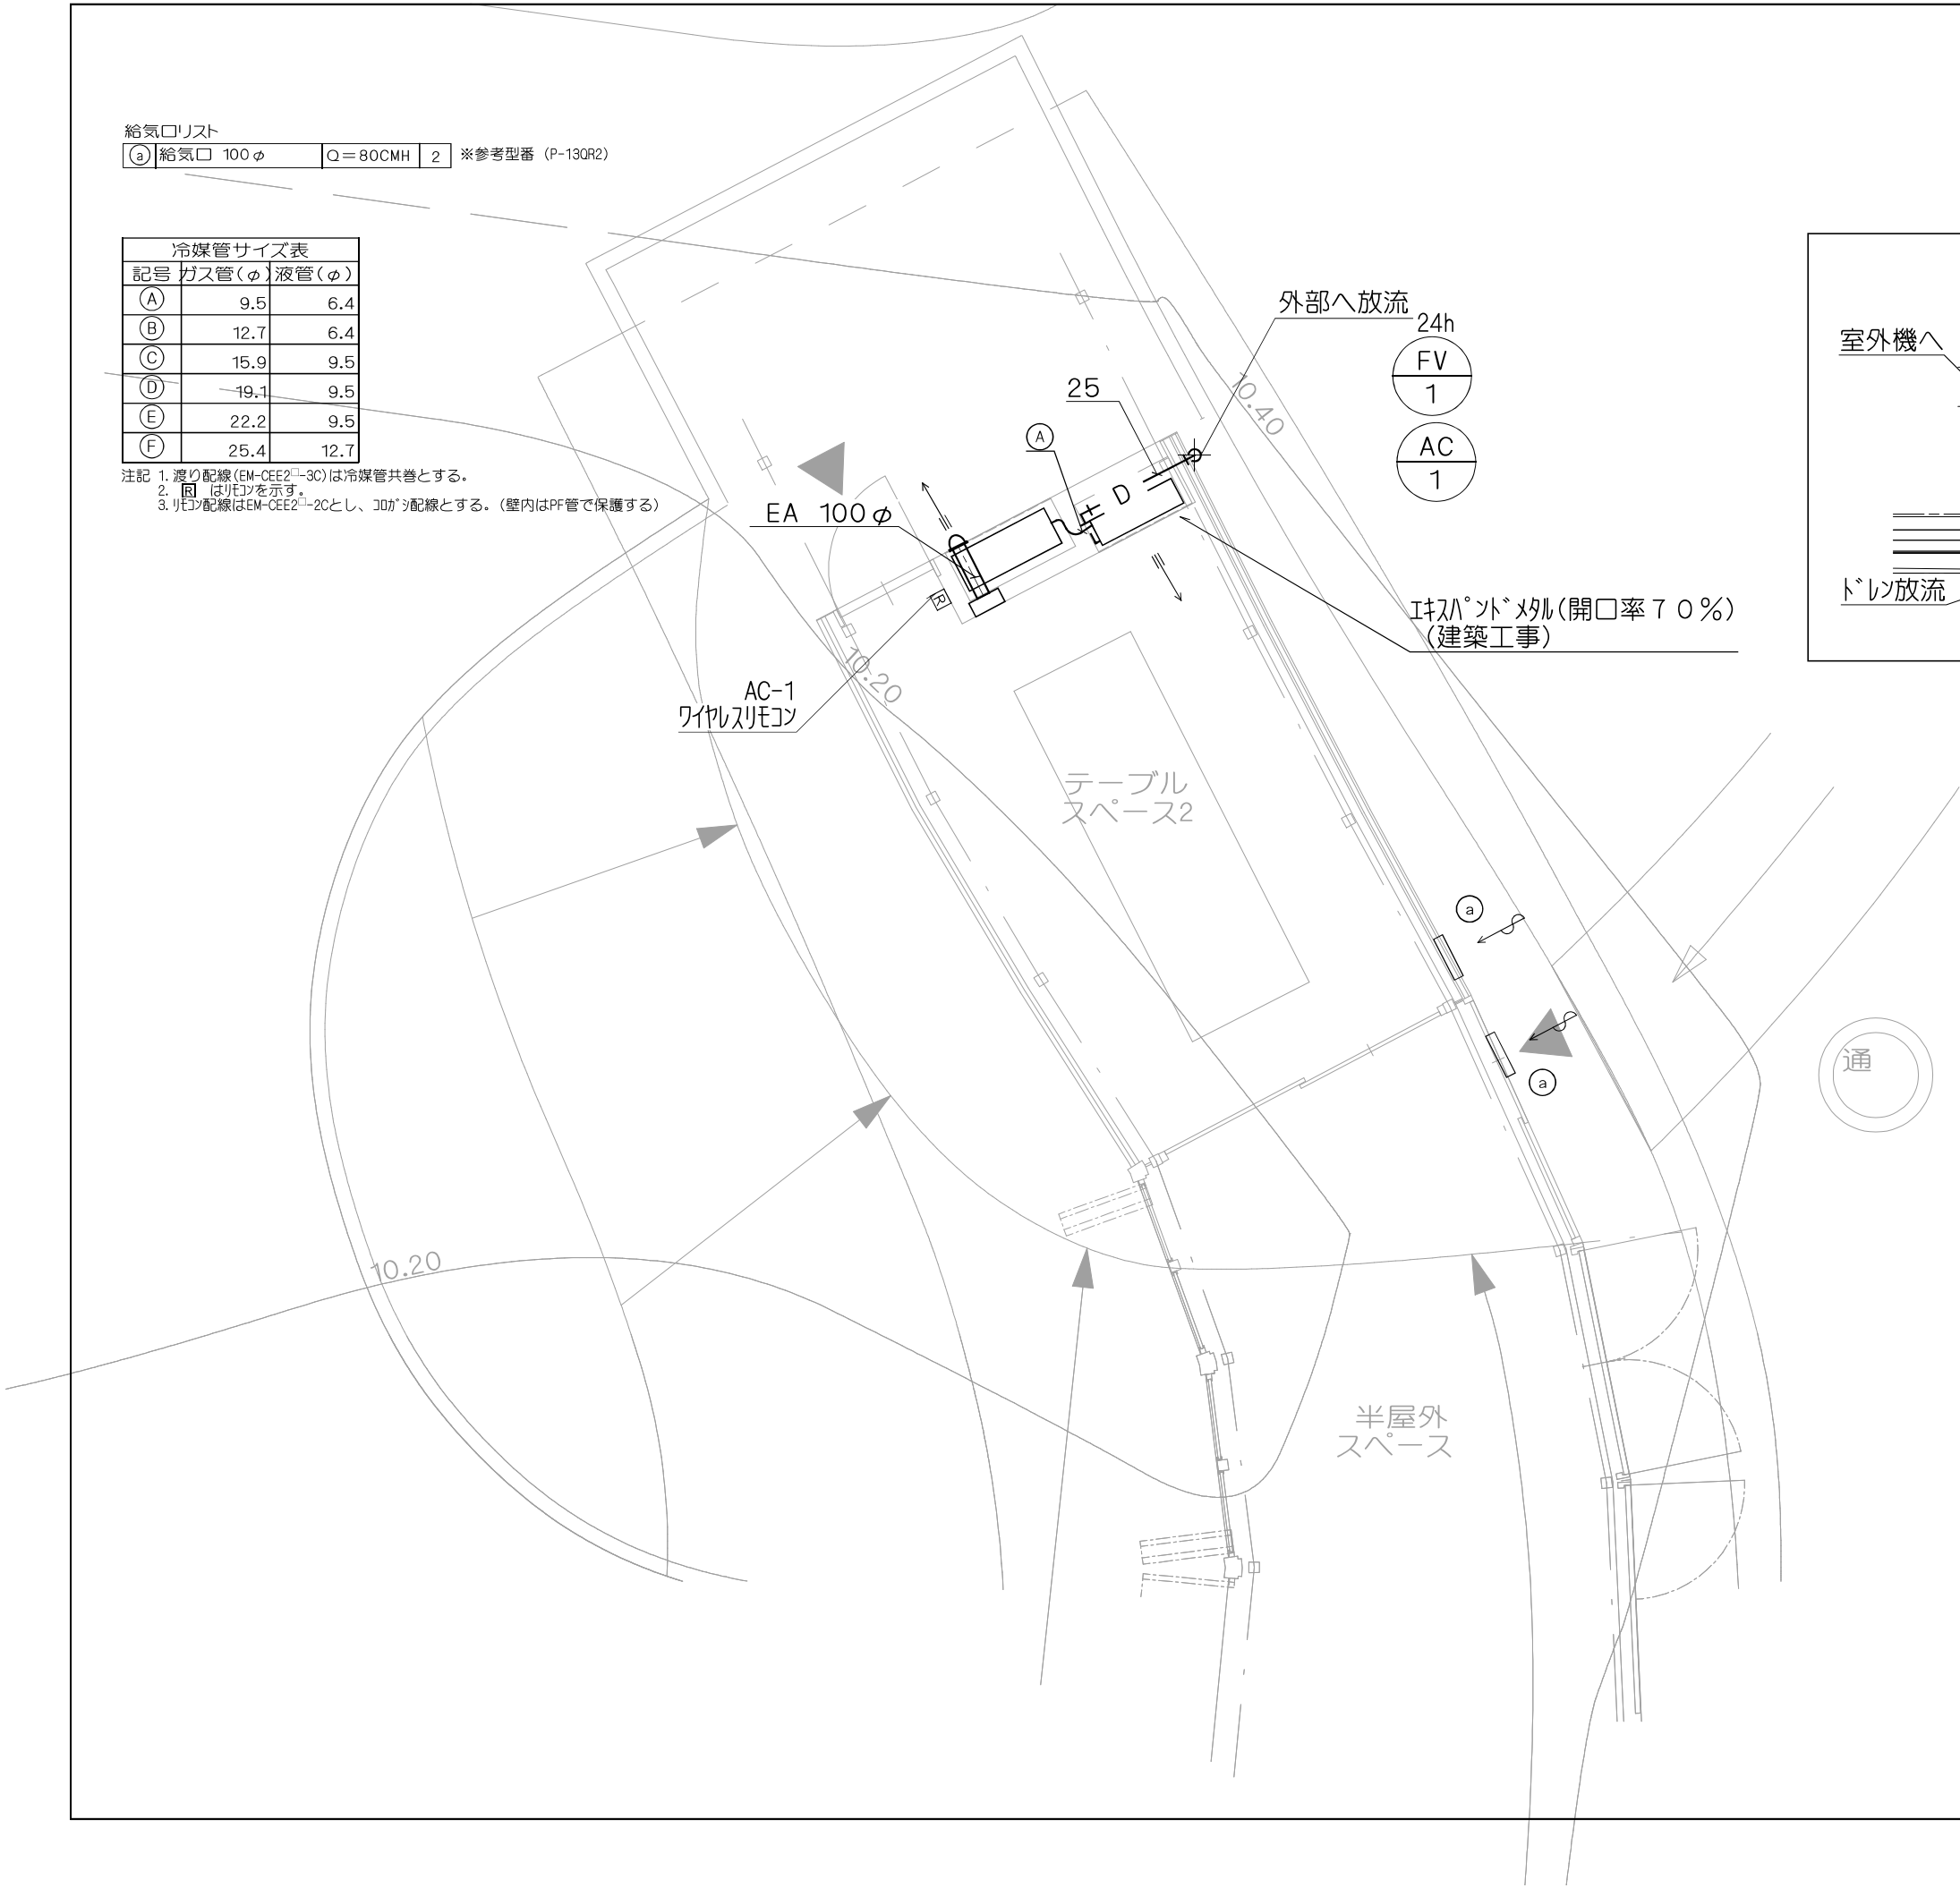 給気口リスト
ⓐ 給気口 100φ Q=80CMH 2 ※参考型番 (P-13QR2)
冷媒管サイズ表
記号 ガス管(φ) 液管(φ)
Ⓐ 9.5 6.4
Ⓑ 12.7 6.4
Ⓒ 15.9 9.5
Ⓓ 19.1 9.5
Ⓔ 22.2 9.5
Ⓕ 25.4 12.7
注記 1. 渡り配線(EM-CEE2□-3C)は冷媒管共巻とする。
2. R はﾘﾓｺﾝを示す。
3. ﾘﾓｺﾝ配線はEM-CEE2□-2Cとし、ｺﾛｶﾞｼ配線とする。(壁内はPF管で保護する)
外部へ放流
24h
FV
1
AC
1
25
Ⓐ
D
10.40
EA 100φ
R
室外機へ
ﾄﾞﾚﾝ放流
ｴｷｽﾊﾟﾝﾄﾞﾒﾀﾙ(開口率70%)
(建築工事)
AC-1
ﾜｲﾔﾚｽﾘﾓｺﾝ
10.20
テーブル
スペース2
ⓐ
ⓐ
通
10.20
半屋外
スペース